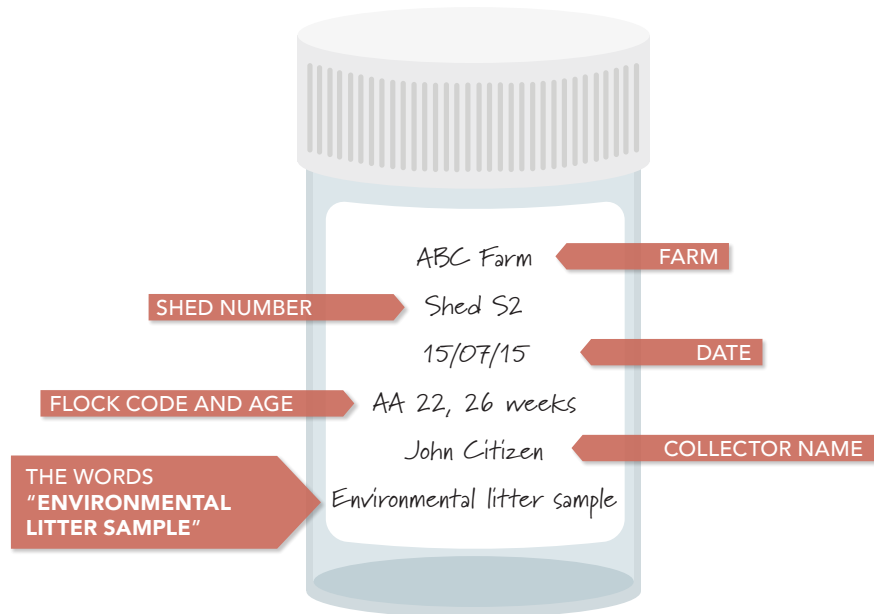 ABC Farm
FARM
SHED NUMBER
Shed S2
15/07/15
DATE
FLOCK CODE AND AGE
AA 22, 26 weeks
John Citizen
COLLECTOR NAME
THE WORDS
“ENVIRONMENTAL
LITTER SAMPLE”
Environmental litter sample